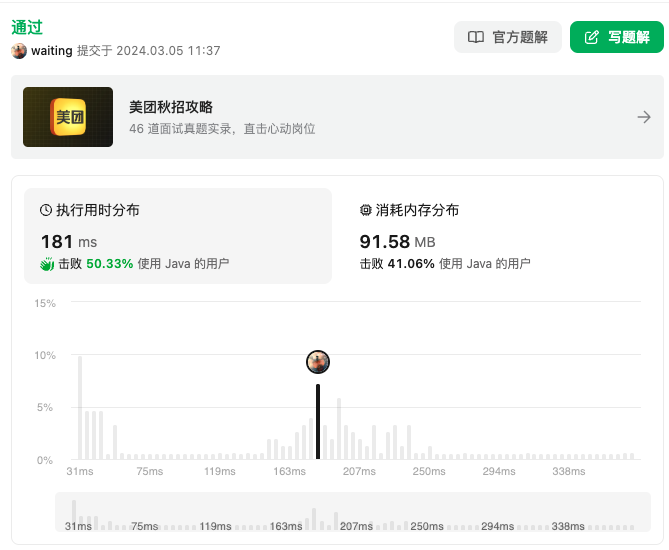 通过
waiting 提交于 2024.03.05 11:37
官方题解
写题解
美团
美团秋招攻略
46 道面试真题实录，直击心动岗位
执行用时分布
181 ms
击败 50.33% 使用 Java 的用户
消耗内存分布
91.58 MB
击败 41.06% 使用 Java 的用户
15%
10%
5%
0%
31ms 75ms 119ms 163ms 207ms 250ms 294ms 338ms
31ms 75ms 119ms 163ms 207ms 250ms 294ms 338ms